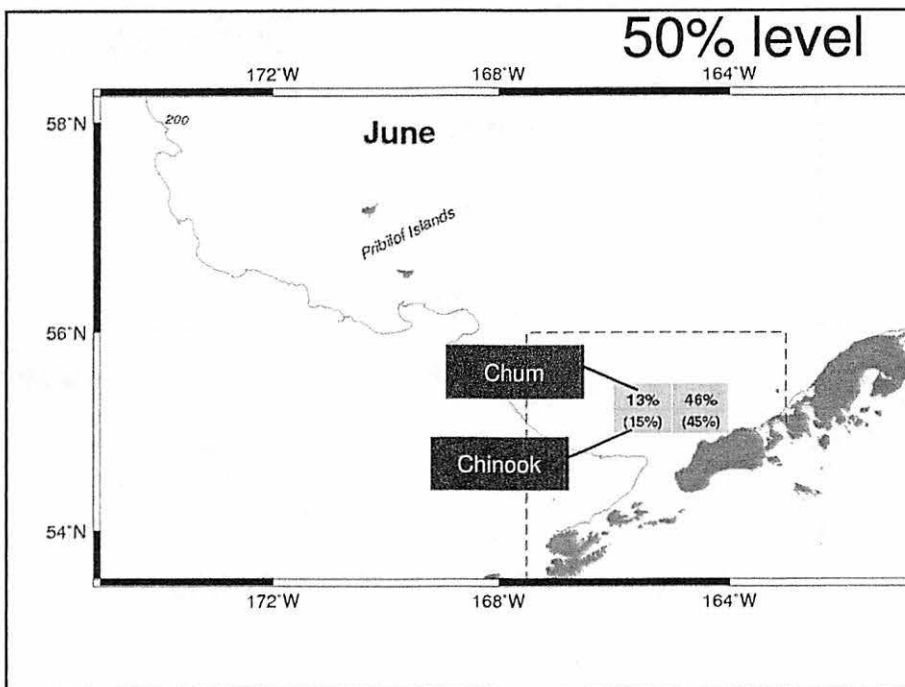 50% level
172°W 168°W 164°W
58°N
200
June
Pribilof Islands
56°N
Chum
13% 46%
(15%) (45%)
Chinook
54°N
172°W 168°W 164°W